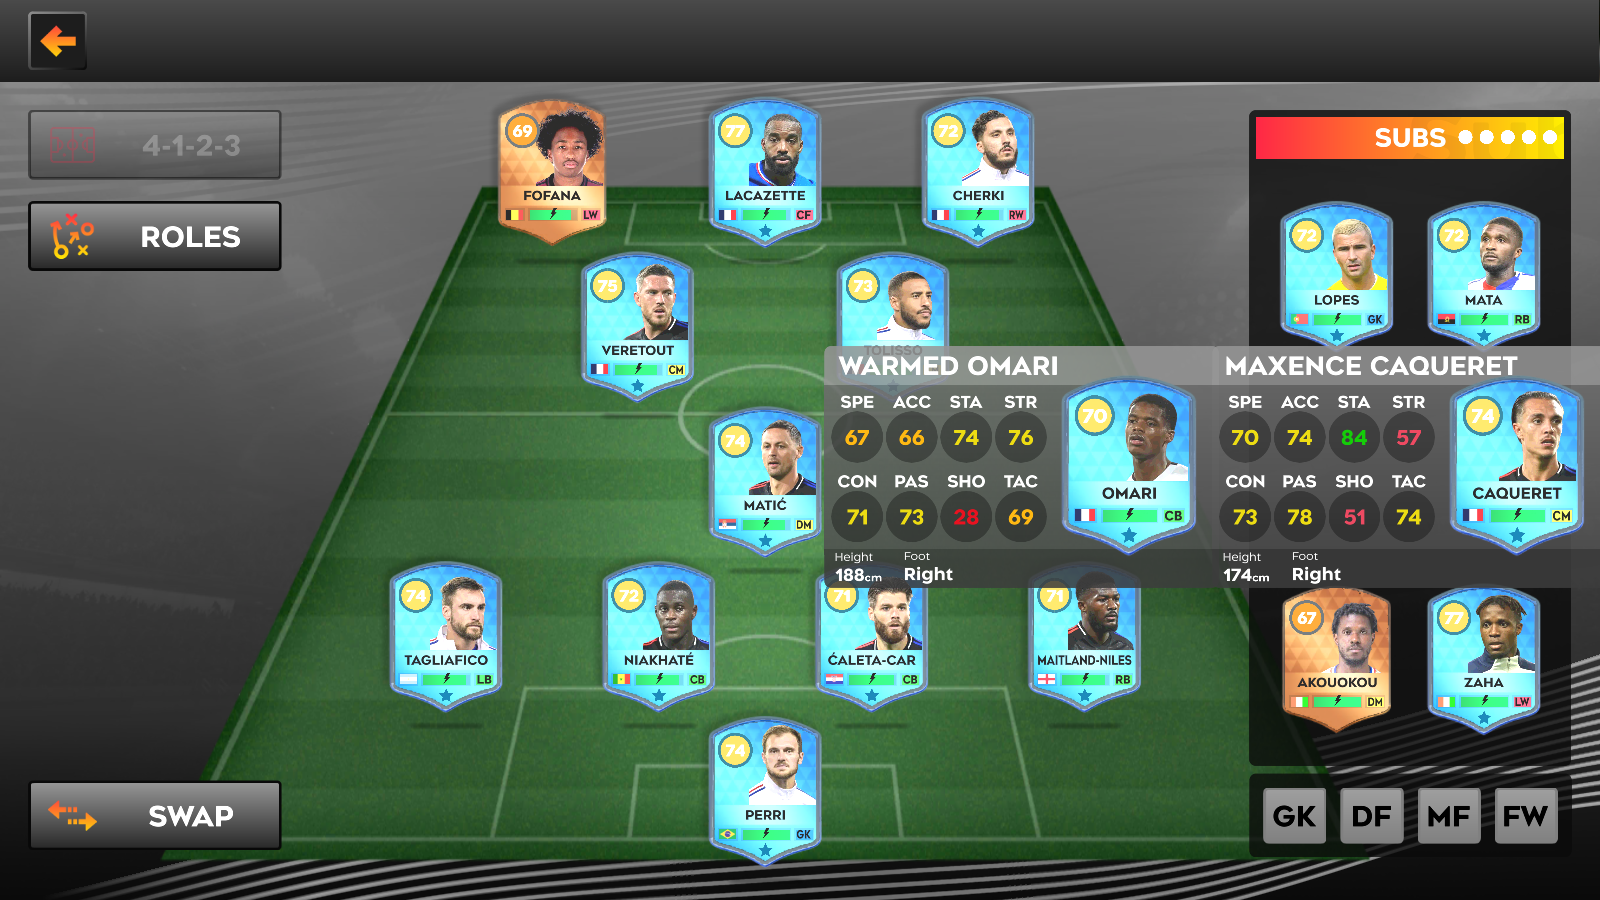 4-1-2-3
ROLES
SWAP
69
FOFANA
LW
77
LACAZETTE
CF
72
CHERKI
RW
75
VERETOUT
CM
73
TOLISSO
74
MATIĆ
DM
74
TAGLIAFICO
LB
72
NIAKHATÉ
CB
71
ĆALETA-CAR
CB
71
MAITLAND-NILES
RB
74
PERRI
GK
WARMED OMARI
SPE ACC STA STR
67 66 74 76
CON PAS SHO TAC
71 73 28 69
Height Foot
188cm Right
70
OMARI
CB
MAXENCE CAQUERET
SPE ACC STA STR
70 74 84 57
CON PAS SHO TAC
73 78 51 74
Height Foot
174cm Right
74
CAQUERET
CM
SUBS
72
LOPES
GK
72
MATA
RB
67
AKOUOKOU
DM
77
ZAHA
LW
GK DF MF FW